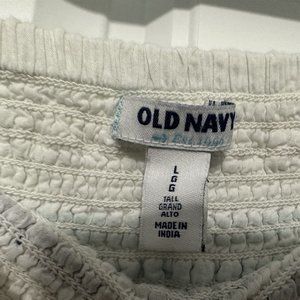 OLD NAVY
L
G
G
TALL
GRAND
ALTO
MADE IN
INDIA